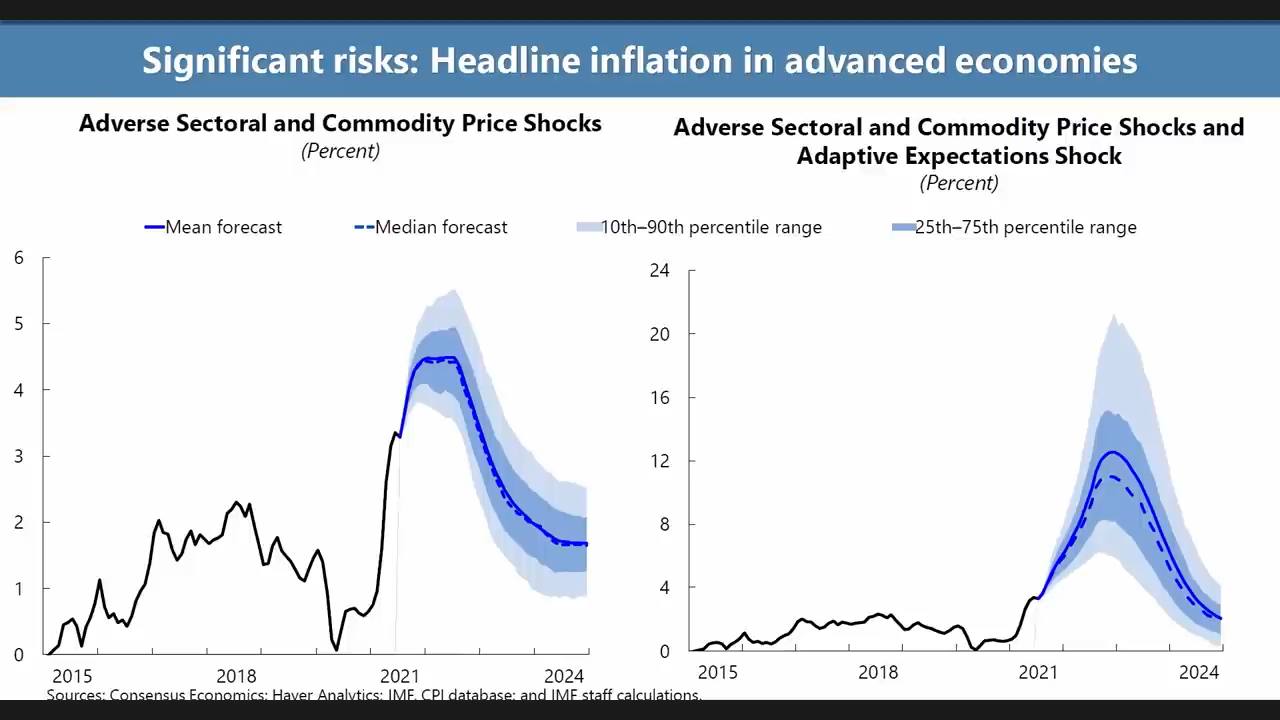 Significant risks: Headline inflation in advanced economies
Adverse Sectoral and Commodity Price Shocks
(Percent)
Adverse Sectoral and Commodity Price Shocks and
Adaptive Expectations Shock
(Percent)
Mean forecast
Median forecast
10th–90th percentile range
25th–75th percentile range
6
5
4
3
2
1
0
2015 2018 2021 2024
24
20
16
12
8
4
0
2015 2018 2021 2024
Sources: Consensus Economics; Haver Analytics; IMF, CPI database; and IMF staff calculations.